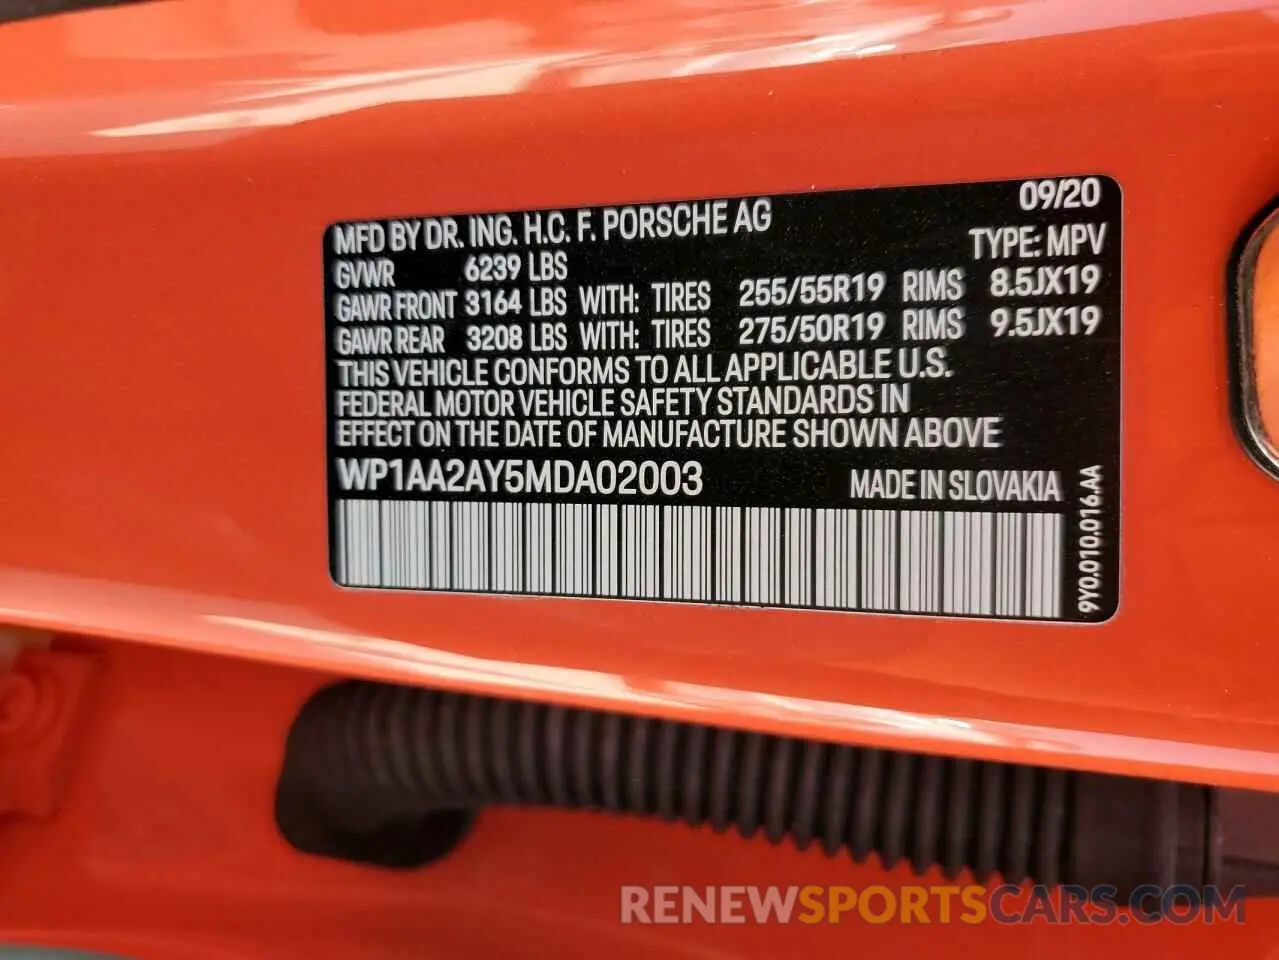 09/20
MFD BY DR. ING. H.C. F. PORSCHE AG
TYPE: MPV
GVWR 6239 LBS
GAWR FRONT 3164 LBS WITH: TIRES 255/55R19 RIMS 8.5JX19
GAWR REAR 3208 LBS WITH: TIRES 275/50R19 RIMS 9.5JX19
THIS VEHICLE CONFORMS TO ALL APPLICABLE U.S.
FEDERAL MOTOR VEHICLE SAFETY STANDARDS IN
EFFECT ON THE DATE OF MANUFACTURE SHOWN ABOVE
WP1AA2AY5MDA02003 MADE IN SLOVAKIA
9Y0.010.016.AA
RENEWSPORTSCARS.COM